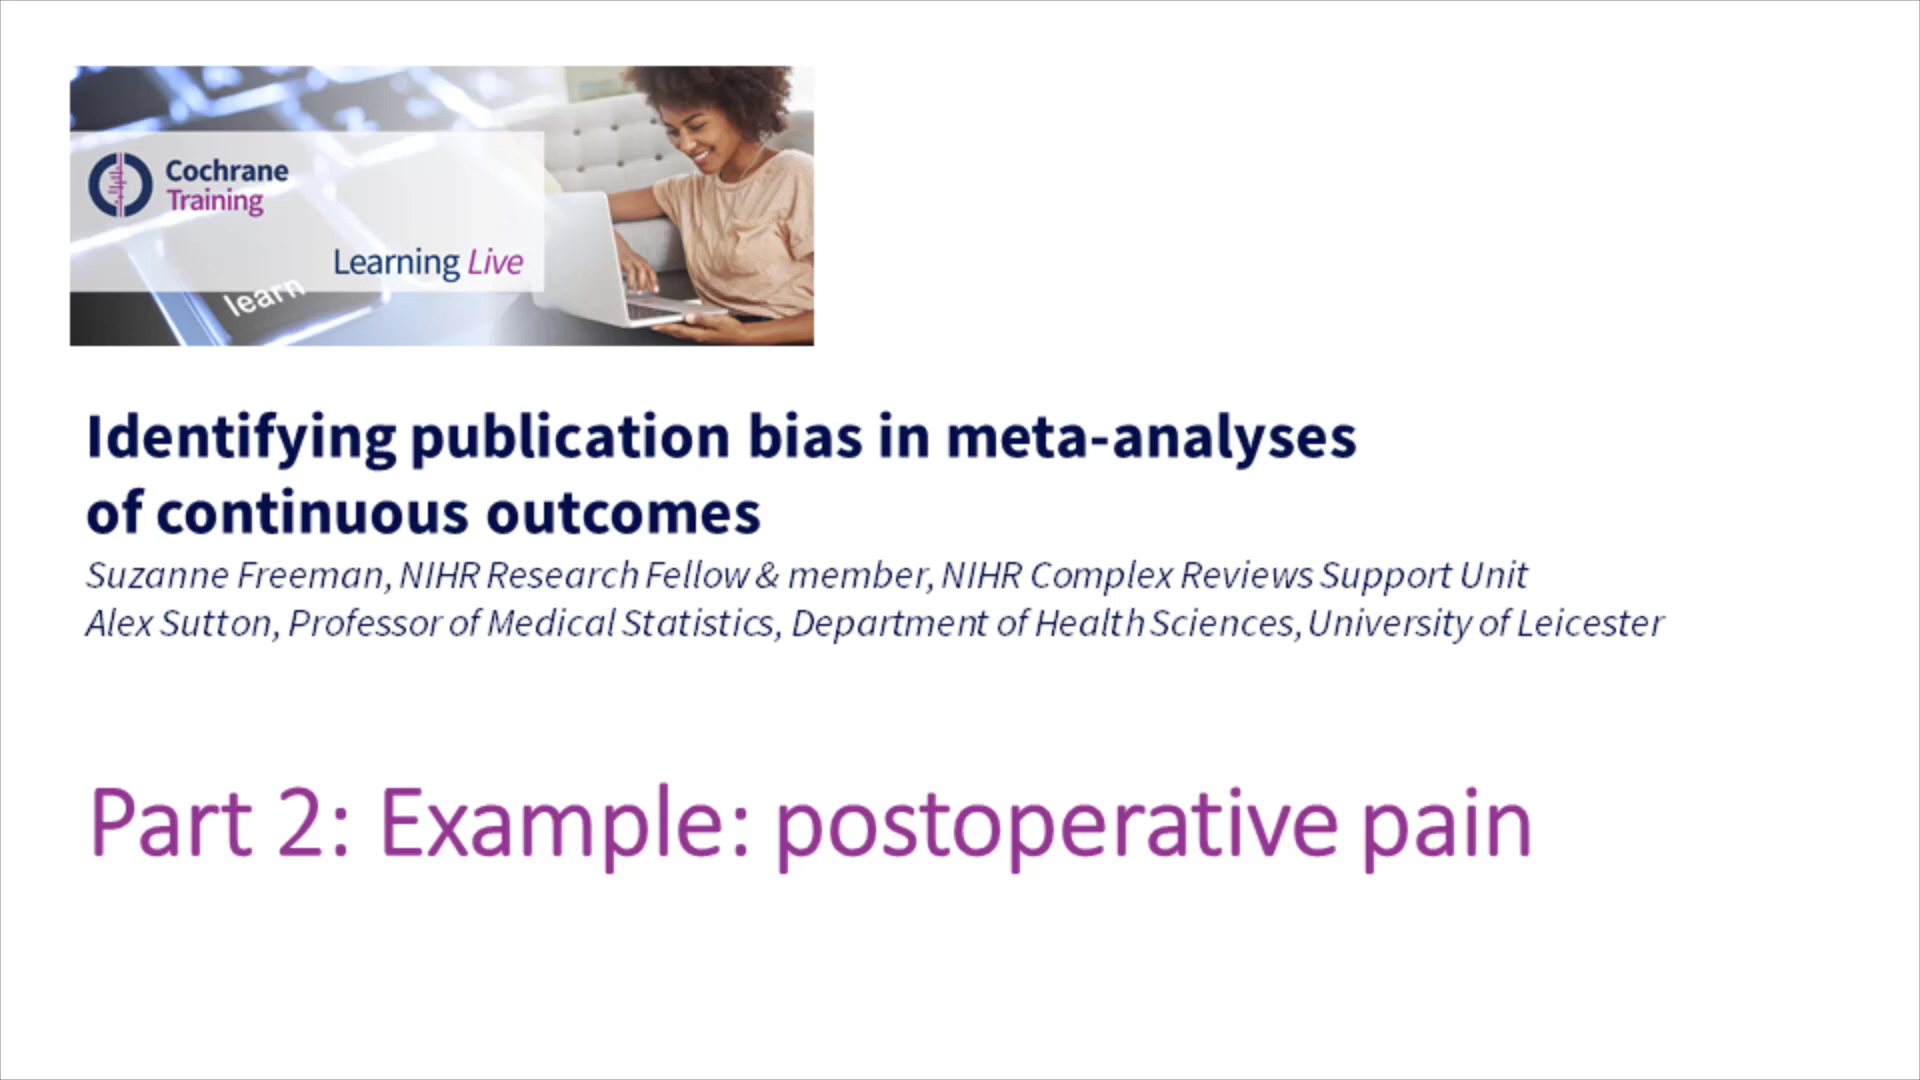 Cochrane
Training
Learning Live
learn
Identifying publication bias in meta-analyses
of continuous outcomes
Suzanne Freeman, NIHR Research Fellow & member, NIHR Complex Reviews Support Unit
Alex Sutton, Professor of Medical Statistics, Department of Health Sciences, University of Leicester
Part 2: Example: postoperative pain